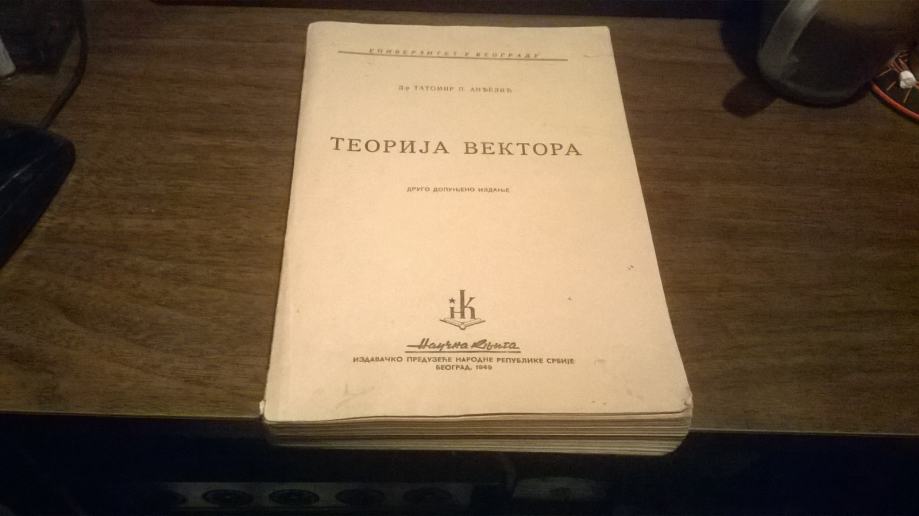 УНИВЕРЗИТЕТ У БЕОГРАДУ
Др ТАТОМИР П. АНЂЕЛИЋ
ТЕОРИЈА ВЕКТОРА
ДРУГО ДОПУЊЕНО ИЗДАЊЕ
НК
Научна Књига
ИЗДАВАЧКО ПРЕДУЗЕЋЕ НАРОДНЕ РЕПУБЛИКЕ СРБИЈЕ
БЕОГРАД, 1949